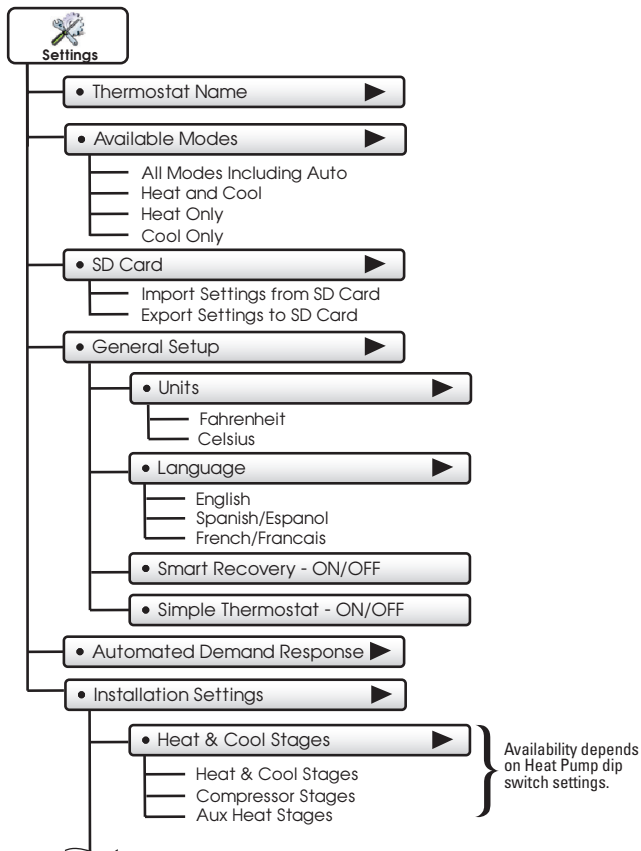 Settings
• Thermostat Name
• Available Modes
All Modes Including Auto
Heat and Cool
Heat Only
Cool Only
• SD Card
Import Settings from SD Card
Export Settings to SD Card
• General Setup
• Units
Fahrenheit
Celsius
• Language
English
Spanish/Espanol
French/Francais
• Smart Recovery - ON/OFF
• Simple Thermostat - ON/OFF
• Automated Demand Response
• Installation Settings
• Heat & Cool Stages
Heat & Cool Stages
Compressor Stages
Aux Heat Stages
Availability depends
on Heat Pump dip
switch settings.